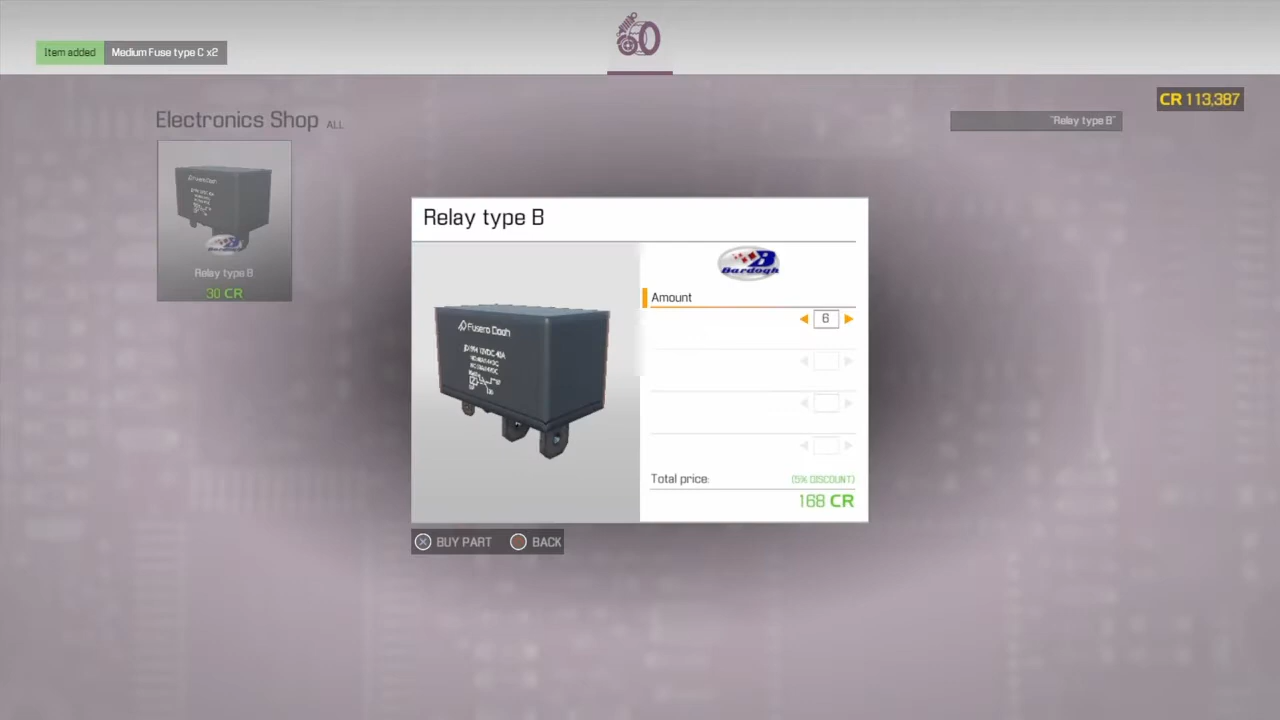 Item added Medium Fuse type C x2
CR 113,387
Electronics Shop ALL
"Relay type B"
Relay type B
30 CR
Relay type B
Bardogh
Amount
6
Fusero Dash
Total price:
(5% DISCOUNT)
168 CR
BUY PART BACK